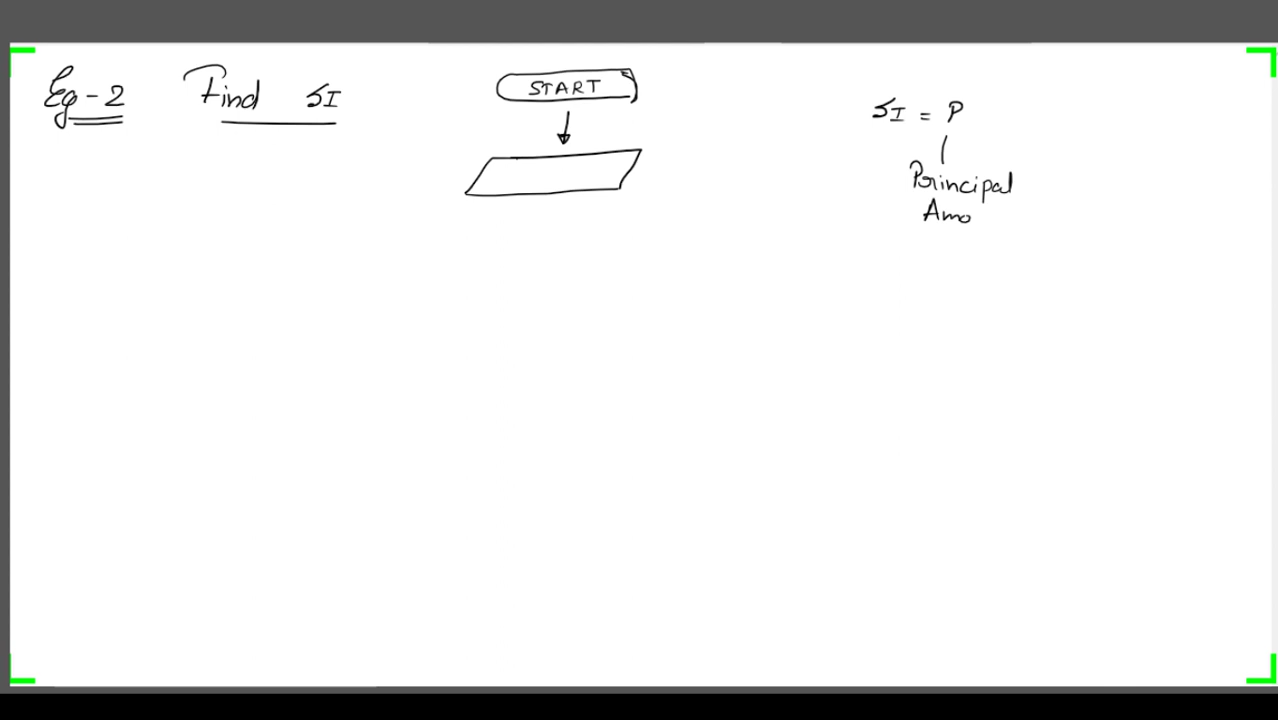 Eg-2 Find SI
START
SI = P
Principal
Amo